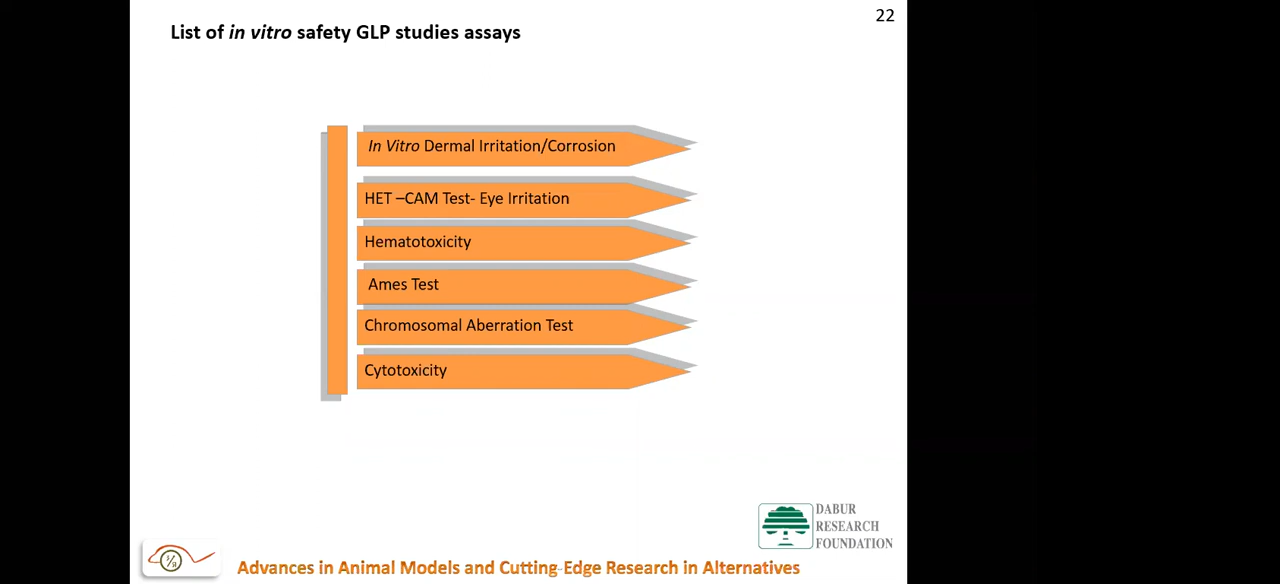 22
List of in vitro safety GLP studies assays
In Vitro Dermal Irritation/Corrosion
HET –CAM Test- Eye Irritation
Hematotoxicity
Ames Test
Chromosomal Aberration Test
Cytotoxicity
DABUR
RESEARCH
FOUNDATION
Advances in Animal Models and Cutting-Edge Research in Alternatives